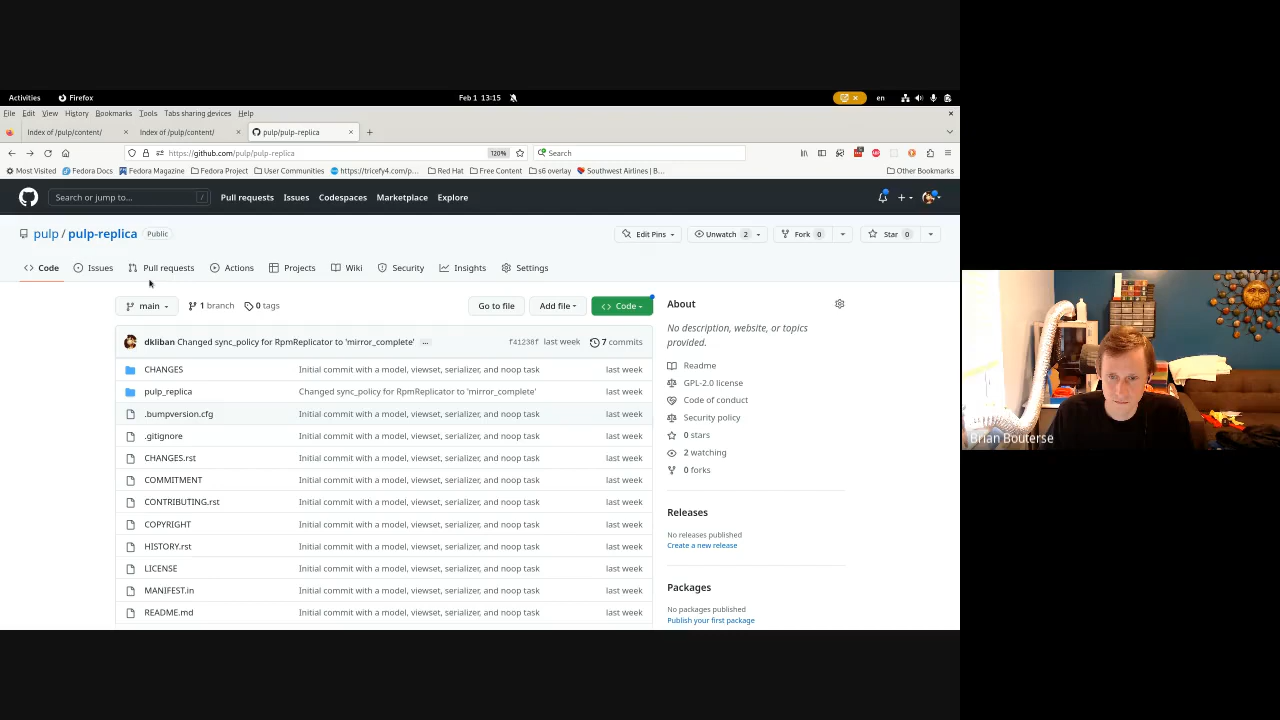 Activities Firefox Feb 1 13:15 en
File Edit View History Bookmarks Tools Tabs sharing devices Help
Index of /pulp/content/ × Index of /pulp/content/ × pulp/pulp-replica × +
https://github.com/pulp/pulp-replica 120% Search
Most Visited Fedora Docs Fedora Magazine Fedora Project User Communities https://tricefy4.com/p... Red Hat Free Content s6 overlay Southwest Airlines | B... Other Bookmarks
Search or jump to... / Pull requests Issues Codespaces Marketplace Explore
pulp / pulp-replica Public Edit Pins Unwatch 2 Fork 0 Star 0
Code Issues Pull requests Actions Projects Wiki Security Insights Settings
main 1 branch 0 tags Go to file Add file Code
dkliban Changed sync_policy for RpmReplicator to 'mirror_complete' ... f41238f last week 7 commits
CHANGES Initial commit with a model, viewset, serializer, and noop task last week
pulp_replica Changed sync_policy for RpmReplicator to 'mirror_complete' last week
.bumpversion.cfg Initial commit with a model, viewset, serializer, and noop task last week
.gitignore Initial commit with a model, viewset, serializer, and noop task last week
CHANGES.rst Initial commit with a model, viewset, serializer, and noop task last week
COMMITMENT Initial commit with a model, viewset, serializer, and noop task last week
CONTRIBUTING.rst Initial commit with a model, viewset, serializer, and noop task last week
COPYRIGHT Initial commit with a model, viewset, serializer, and noop task last week
HISTORY.rst Initial commit with a model, viewset, serializer, and noop task last week
LICENSE Initial commit with a model, viewset, serializer, and noop task last week
MANIFEST.in Initial commit with a model, viewset, serializer, and noop task last week
README.md Initial commit with a model, viewset, serializer, and noop task last week
About
No description, website, or topics
provided.
Readme
GPL-2.0 license
Code of conduct
Security policy
0 stars
2 watching
0 forks
Releases
No releases published
Create a new release
Packages
No packages published
Publish your first package
Brian Bouterse